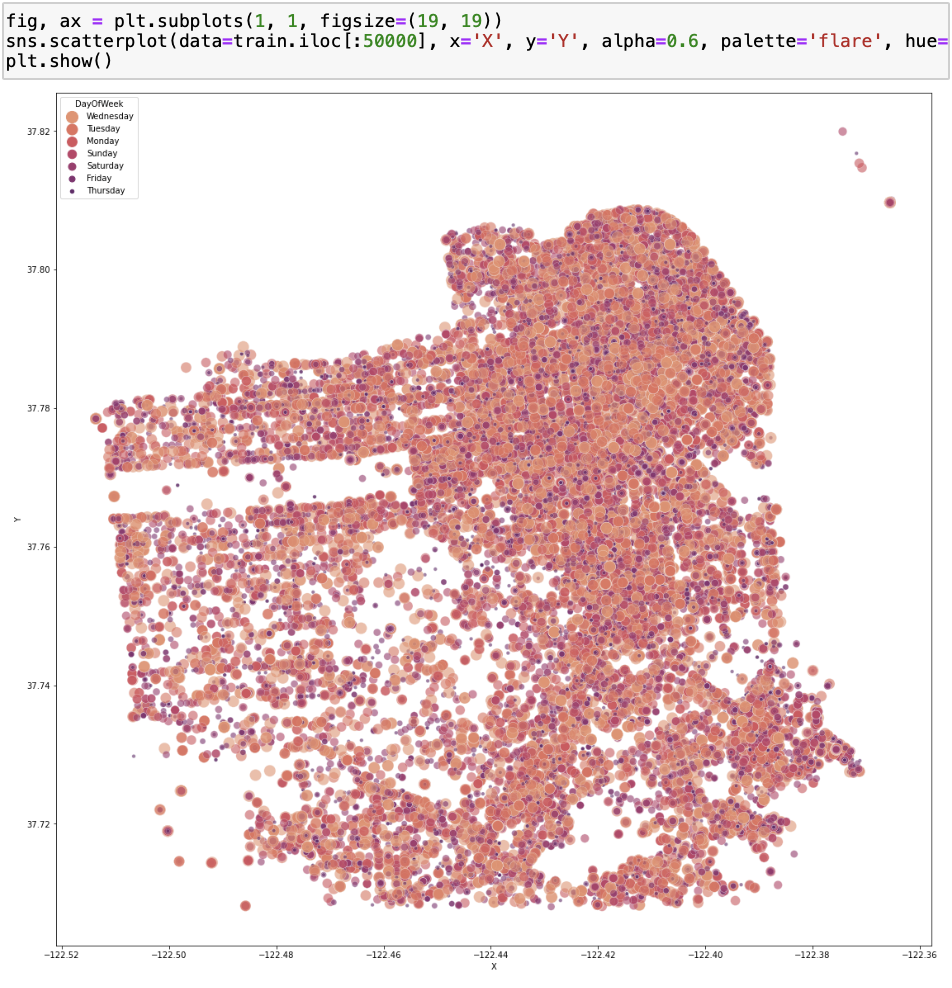 fig, ax = plt.subplots(1, 1, figsize=(19, 19))
sns.scatterplot(data=train.iloc[:50000], x='X', y='Y', alpha=0.6, palette='flare', hue=
plt.show()
DayOfWeek
Wednesday
Tuesday
Monday
Sunday
Saturday
Friday
Thursday
37.82
37.80
37.78
37.76
37.74
37.72
Y
−122.52 −122.50 −122.48 −122.46 −122.44 −122.42 −122.40 −122.38 −122.36
X